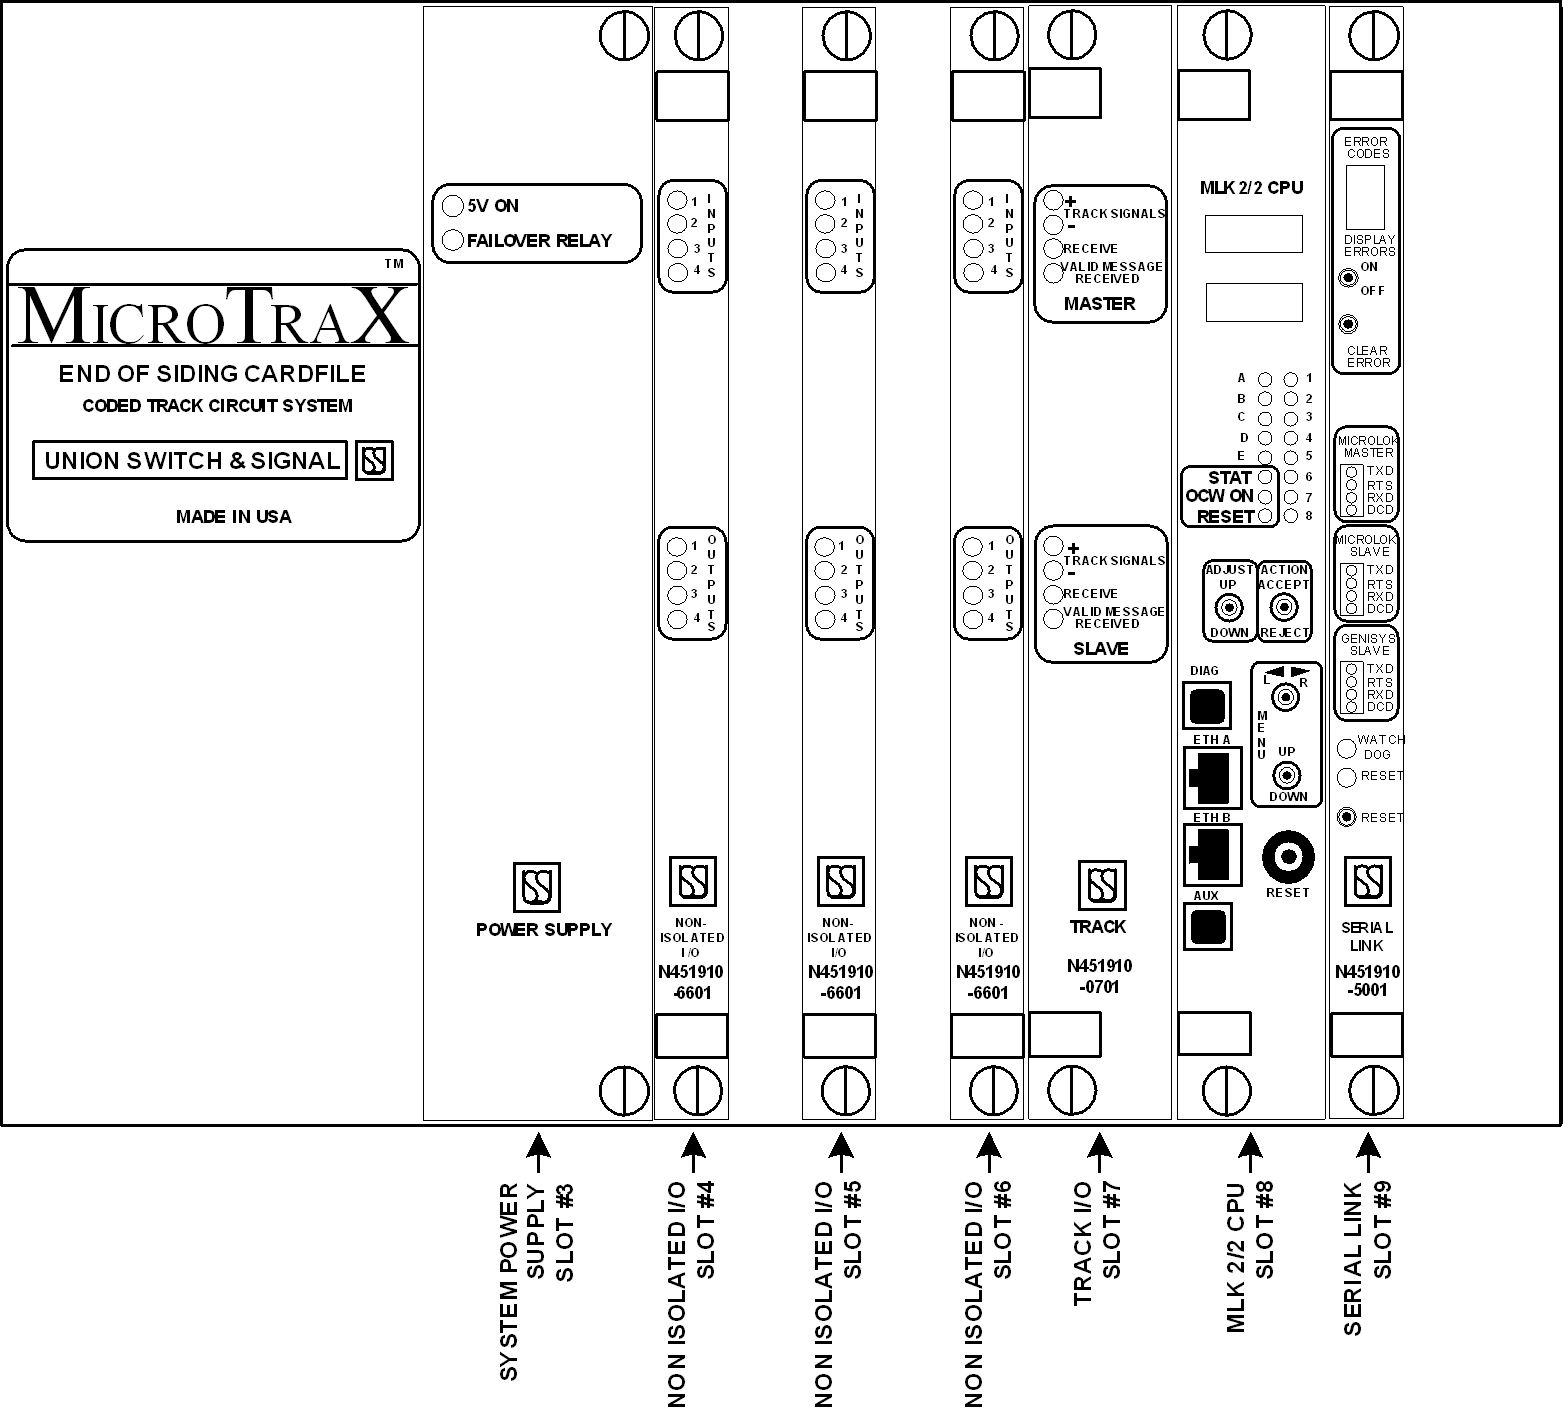 TM
MICROTRAX
END OF SIDING CARDFILE
CODED TRACK CIRCUIT SYSTEM
UNION SWITCH & SIGNAL
MADE IN USA
5V ON
FAILOVER RELAY
POWER SUPPLY
1
2
3
4
INPUTS
1
2
3
4
OUTPUTS
NON-
ISOLATED
I/O
N451910
-6601
1
2
3
4
INPUTS
1
2
3
4
OUTPUTS
NON-
ISOLATED
I/O
N451910
-6601
1
2
3
4
INPUTS
1
2
3
4
OUTPUTS
NON-
ISOLATED
I/O
N451910
-6601
+
TRACK SIGNALS
-
RECEIVE
VALID MESSAGE
RECEIVED
MASTER
+
TRACK SIGNALS
-
RECEIVE
VALID MESSAGE
RECEIVED
SLAVE
TRACK
N451910
-0701
MLK 2/2 CPU
A 1
B 2
C 3
D 4
E 5
STAT 6
OCW ON 7
RESET 8
ADJUST
UP
DOWN
ACTION
ACCEPT
REJECT
DIAG
ETH A
ETH B
AUX
L R
MENU
UP
DOWN
RESET
ERROR
CODES
DISPLAY
ERRORS
ON
OFF
CLEAR
ERROR
MICROLOK
MASTER
TXD
RTS
RXD
DCD
MICROLOK
SLAVE
TXD
RTS
RXD
DCD
GENISYS
SLAVE
TXD
RTS
RXD
DCD
WATCH
DOG
RESET
RESET
SERIAL
LINK
N451910
-5001
SYSTEM POWER
SUPPLY
SLOT #3
NON ISOLATED I/O
SLOT #4
NON ISOLATED I/O
SLOT #5
NON ISOLATED I/O
SLOT #6
TRACK I/O
SLOT #7
MLK 2/2 CPU
SLOT #8
SERIAL LINK
SLOT #9